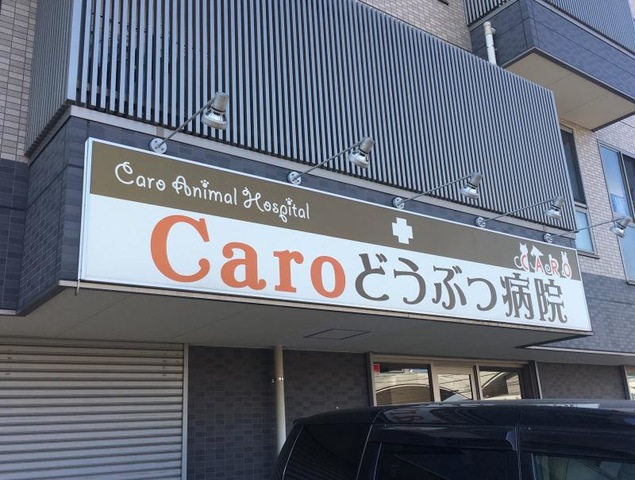 Caro Animal Hospital
CARO
Caroどうぶつ病院